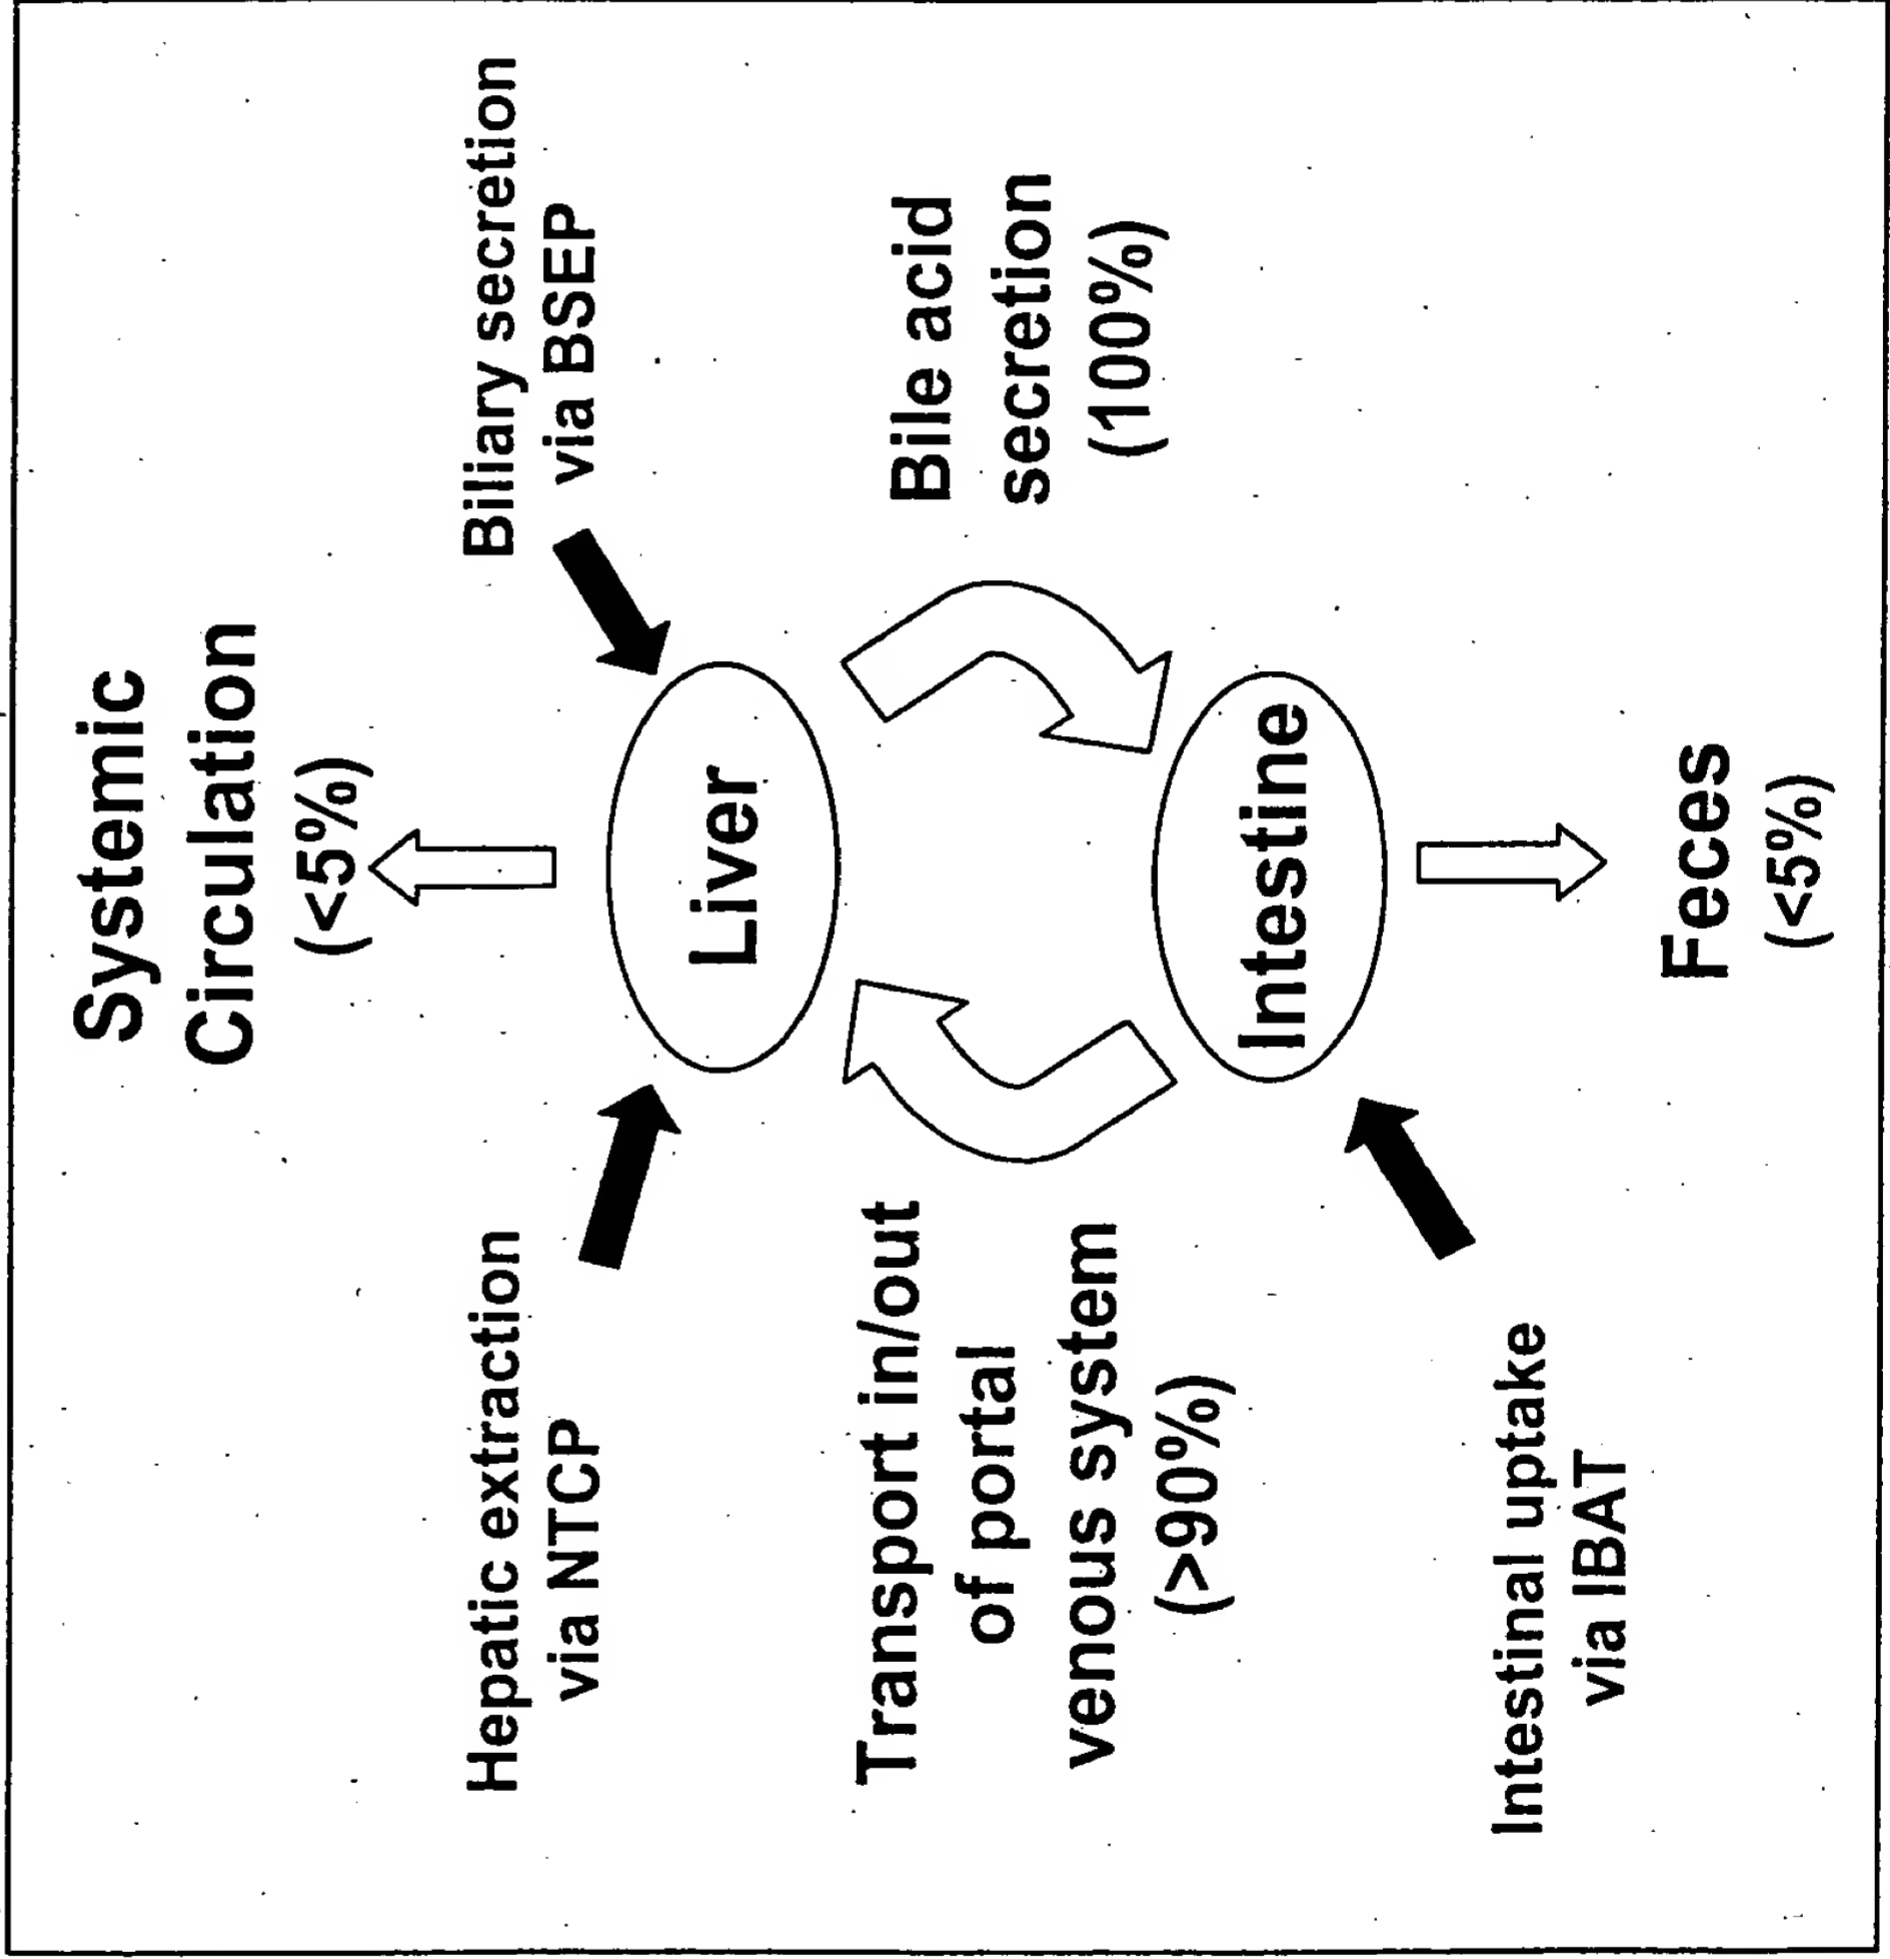 Systemic
Circulation
(<5%)
Hepatic extraction
via NTCP
Biliary secretion
via BSEP
Liver
Transport in/out
of portal
venous system
(>90%)
Bile acid
secretion
(100%)
Intestine
Intestinal uptake
via IBAT
Feces
(<5%)